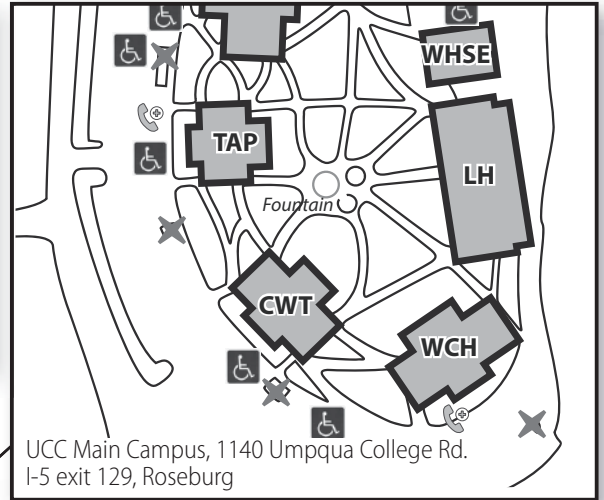 WHSE
TAP
LH
Fountain
CWT
WCH
UCC Main Campus, 1140 Umpqua College Rd.
I-5 exit 129, Roseburg